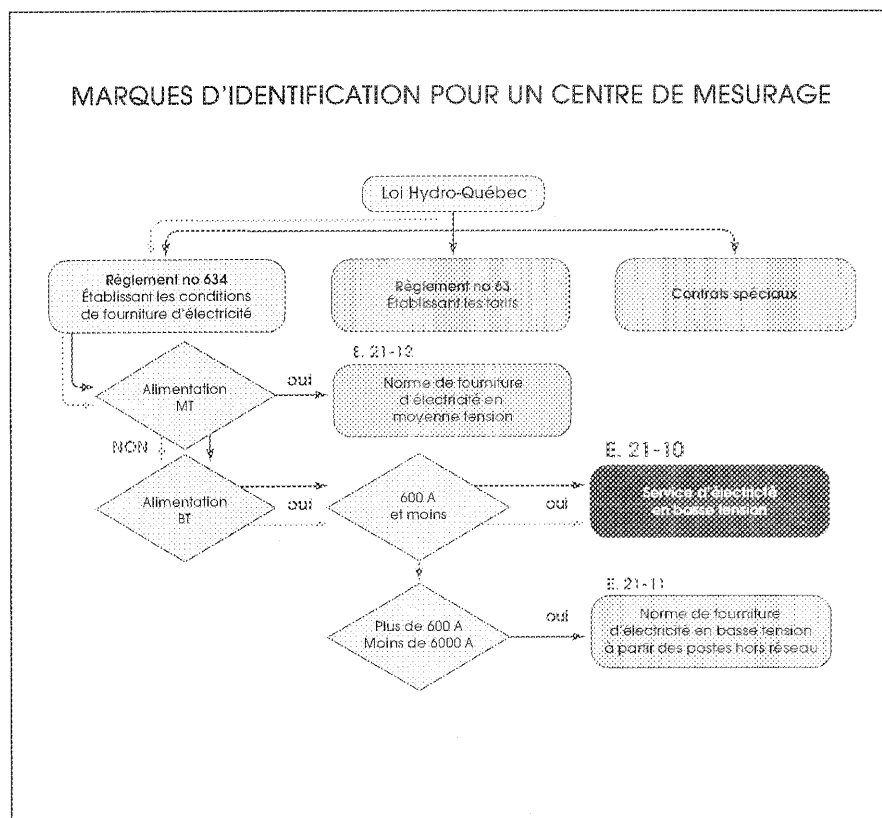 MARQUES D'IDENTIFICATION POUR UN CENTRE DE MESURAGE
Loi Hydro-Québec
Règlement no 634
Établissant les conditions
de fourniture d'électricité
Règlement no 63
Établissant les tarifs
Contrats spéciaux
E. 21-12
Alimentation
MT
oui
Norme de fourniture
d'électricité en
moyenne tension
NON
E. 21-10
Alimentation
BT
oui
600 A
et moins
oui
Service d'électricté
en basse tension
E. 21-11
Plus de 600 A
Moins de 6000 A
oui
Norme de fourniture
d'électricité en basse tension
à partir des postes hors réseau